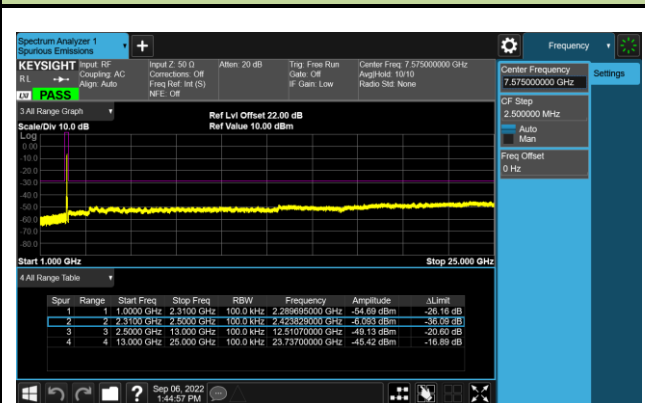 Spectrum Analyzer 1
Spurious Emissions
Frequency
KEYSIGHT Input: RF Input Z: 50 Ω Atten: 20 dB Trig: Free Run Center Freq: 7.575000000 GHz
RL Coupling: AC Corrections: Off Gate: Off Avg|Hold: 10/10
Align: Auto Freq Ref: Int (S) IF Gain: Low Radio Std: None
LXI PASS NFE: Off
Center Frequency Settings
7.575000000 GHz
CF Step
2.500000 MHz
Auto
Man
Freq Offset
0 Hz
3 All Range Graph Ref Lvl Offset 22.00 dB
Scale/Div 10.0 dB Ref Value 10.00 dBm
Log
0.00
-10.0
-20.0
-30.0
-40.0
-50.0
-60.0
-70.0
-80.0
Start 1.000 GHz Stop 25.000 GHz
4 All Range Table
Spur Range Start Freq Stop Freq RBW Frequency Amplitude ΔLimit
1 1 1.0000 GHz 2.3100 GHz 100.0 kHz 2.289695000 GHz -54.69 dBm -26.16 dB
2 2 2.3100 GHz 2.5000 GHz 100.0 kHz 2.423829000 GHz -6.093 dBm -36.09 dB
3 3 2.5000 GHz 13.000 GHz 100.0 kHz 12.51070000 GHz -49.13 dBm -20.60 dB
4 4 13.000 GHz 25.000 GHz 100.0 kHz 23.73700000 GHz -45.42 dBm -16.89 dB
Sep 06, 2022
1:44:57 PM